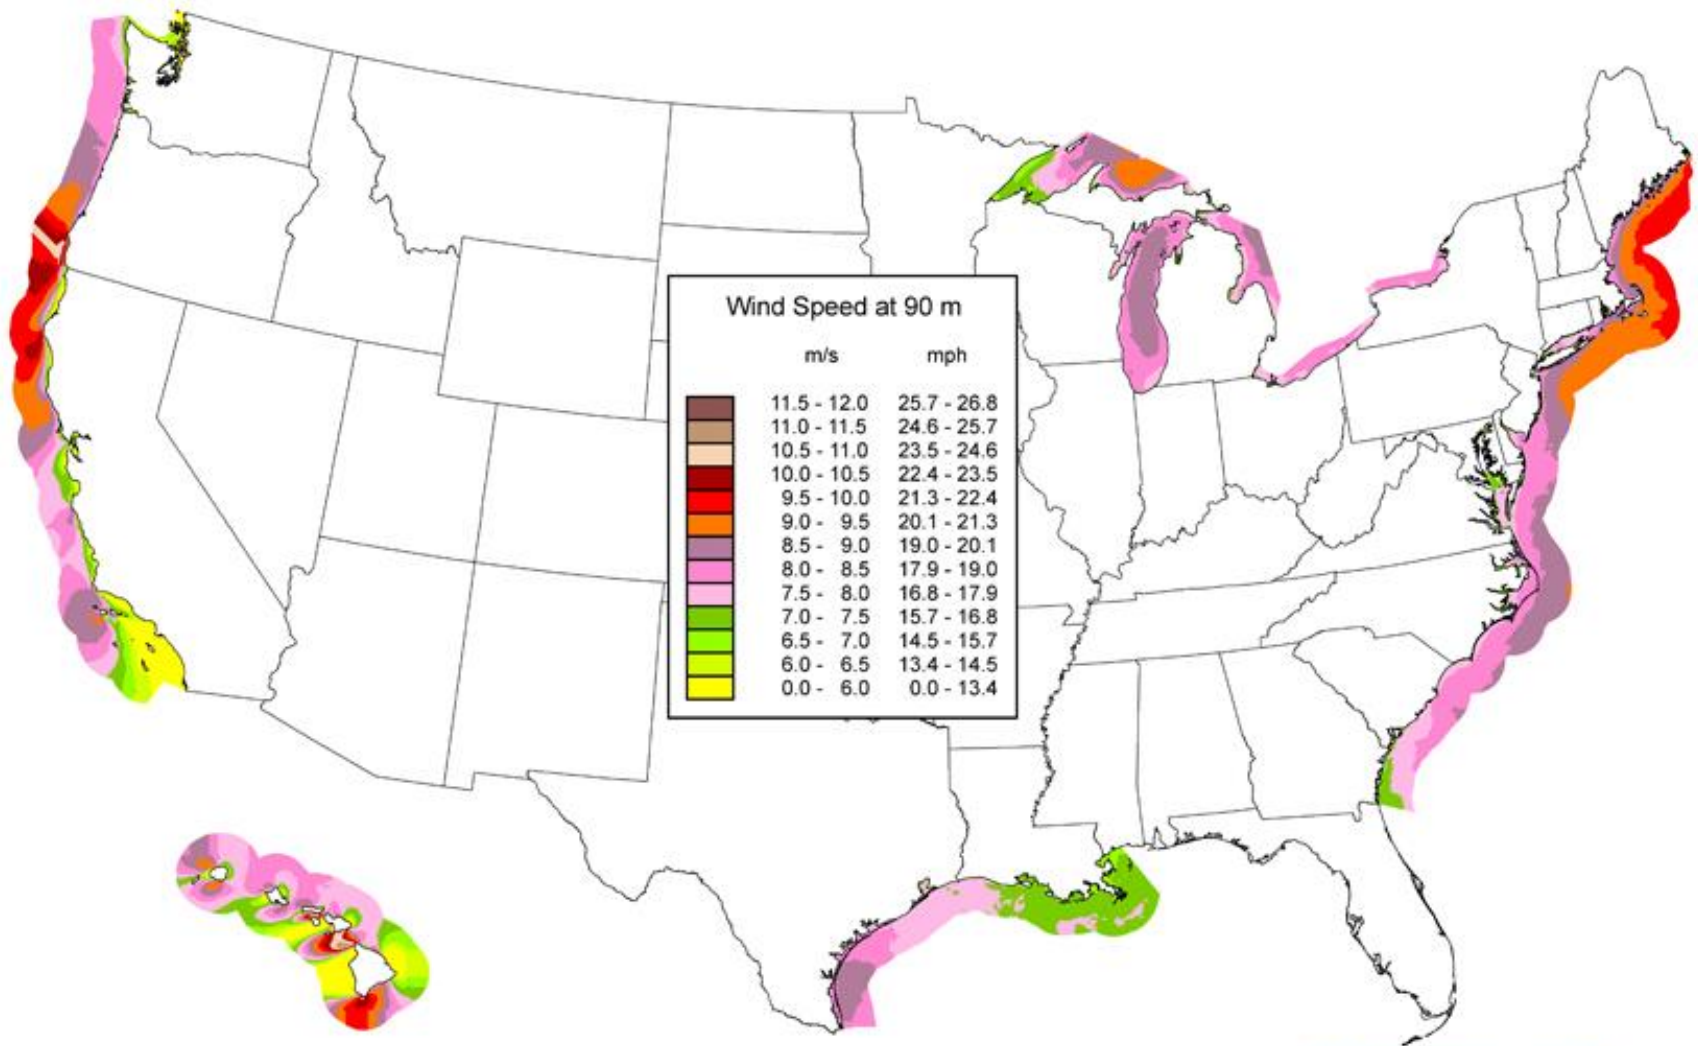 Wind Speed at 90 m
m/s mph
11.5 - 12.0 25.7 - 26.8
11.0 - 11.5 24.6 - 25.7
10.5 - 11.0 23.5 - 24.6
10.0 - 10.5 22.4 - 23.5
9.5 - 10.0 21.3 - 22.4
9.0 - 9.5 20.1 - 21.3
8.5 - 9.0 19.0 - 20.1
8.0 - 8.5 17.9 - 19.0
7.5 - 8.0 16.8 - 17.9
7.0 - 7.5 15.7 - 16.8
6.5 - 7.0 14.5 - 15.7
6.0 - 6.5 13.4 - 14.5
0.0 - 6.0 0.0 - 13.4